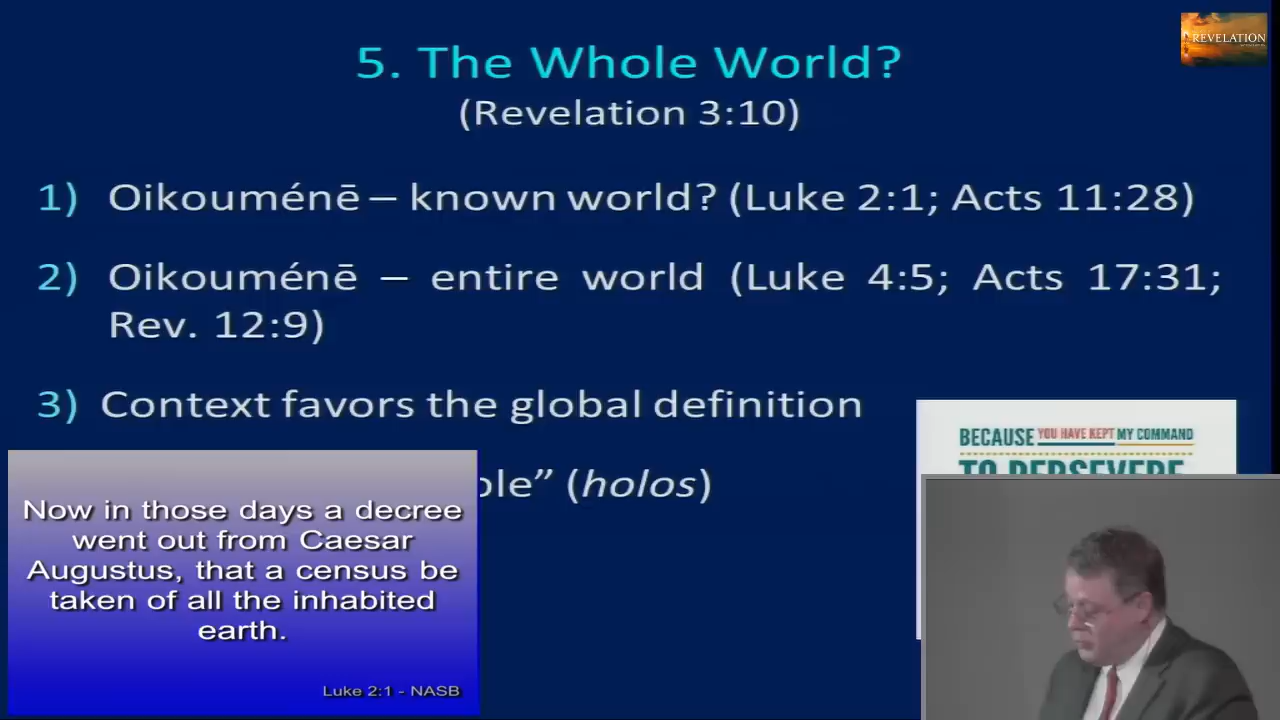 REVELATION
5. The Whole World?
(Revelation 3:10)
1) Oikouménē – known world? (Luke 2:1; Acts 11:28)
2) Oikouménē – entire world (Luke 4:5; Acts 17:31;
Rev. 12:9)
3) Context favors the global definition
ole” (holos)
BECAUSE YOU HAVE KEPT MY COMMAND
TO PERSEVERE
Now in those days a decree
went out from Caesar
Augustus, that a census be
taken of all the inhabited
earth.
Luke 2:1 - NASB